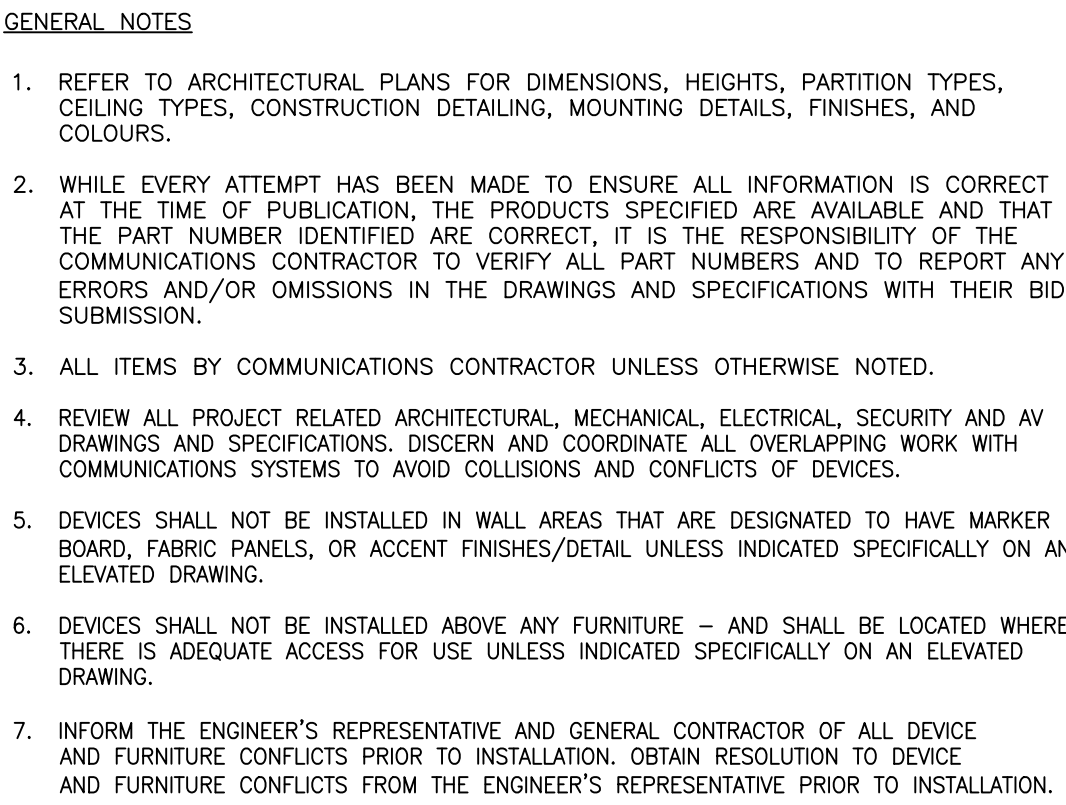 GENERAL NOTES
1. REFER TO ARCHITECTURAL PLANS FOR DIMENSIONS, HEIGHTS, PARTITION TYPES,
CEILING TYPES, CONSTRUCTION DETAILING, MOUNTING DETAILS, FINISHES, AND
COLOURS.
2. WHILE EVERY ATTEMPT HAS BEEN MADE TO ENSURE ALL INFORMATION IS CORRECT
AT THE TIME OF PUBLICATION, THE PRODUCTS SPECIFIED ARE AVAILABLE AND THAT
THE PART NUMBER IDENTIFIED ARE CORRECT, IT IS THE RESPONSIBILITY OF THE
COMMUNICATIONS CONTRACTOR TO VERIFY ALL PART NUMBERS AND TO REPORT ANY
ERRORS AND/OR OMISSIONS IN THE DRAWINGS AND SPECIFICATIONS WITH THEIR BID
SUBMISSION.
3. ALL ITEMS BY COMMUNICATIONS CONTRACTOR UNLESS OTHERWISE NOTED.
4. REVIEW ALL PROJECT RELATED ARCHITECTURAL, MECHANICAL, ELECTRICAL, SECURITY AND AV
DRAWINGS AND SPECIFICATIONS. DISCERN AND COORDINATE ALL OVERLAPPING WORK WITH
COMMUNICATIONS SYSTEMS TO AVOID COLLISIONS AND CONFLICTS OF DEVICES.
5. DEVICES SHALL NOT BE INSTALLED IN WALL AREAS THAT ARE DESIGNATED TO HAVE MARKER
BOARD, FABRIC PANELS, OR ACCENT FINISHES/DETAIL UNLESS INDICATED SPECIFICALLY ON AN
ELEVATED DRAWING.
6. DEVICES SHALL NOT BE INSTALLED ABOVE ANY FURNITURE – AND SHALL BE LOCATED WHERE
THERE IS ADEQUATE ACCESS FOR USE UNLESS INDICATED SPECIFICALLY ON AN ELEVATED
DRAWING.
7. INFORM THE ENGINEER'S REPRESENTATIVE AND GENERAL CONTRACTOR OF ALL DEVICE
AND FURNITURE CONFLICTS PRIOR TO INSTALLATION. OBTAIN RESOLUTION TO DEVICE
AND FURNITURE CONFLICTS FROM THE ENGINEER'S REPRESENTATIVE PRIOR TO INSTALLATION.